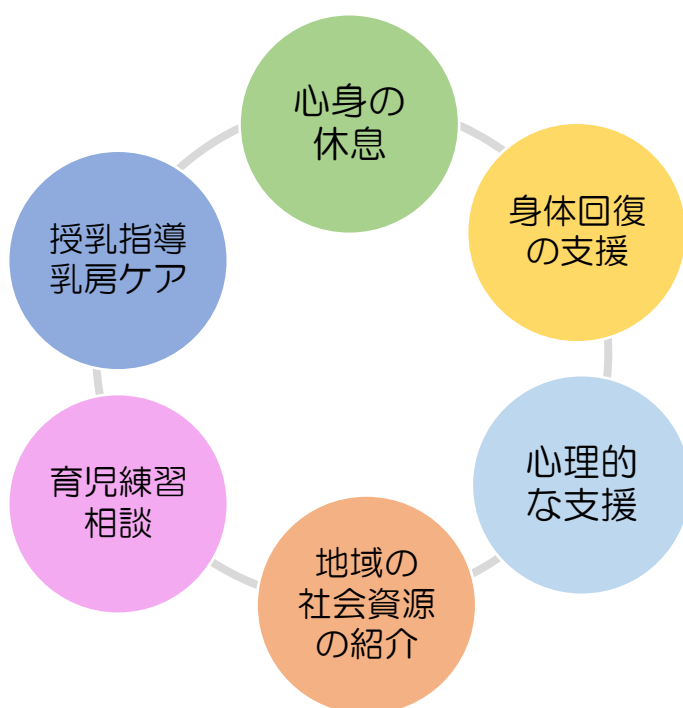 心身の
休息
身体回復
の支援
心理的
な支援
地域の
社会資源
の紹介
育児練習
相談
授乳指導
乳房ケア